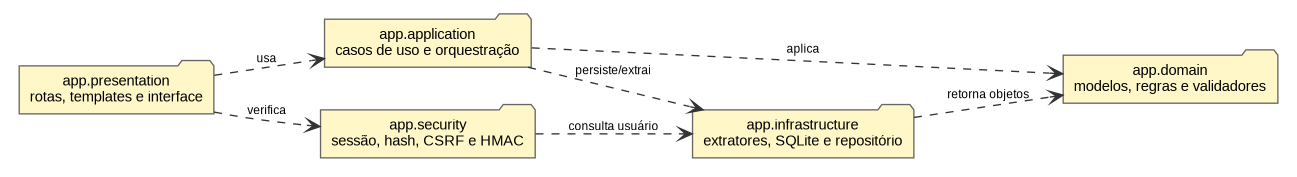 app.presentation
rotas, templates e interface
usa
verifica
app.application
casos de uso e orquestração
app.security
sessão, hash, CSRF e HMAC
aplica
persiste/extrai
consulta usuário
app.infrastructure
extratores, SQLite e repositório
retorna objetos
app.domain
modelos, regras e validadores